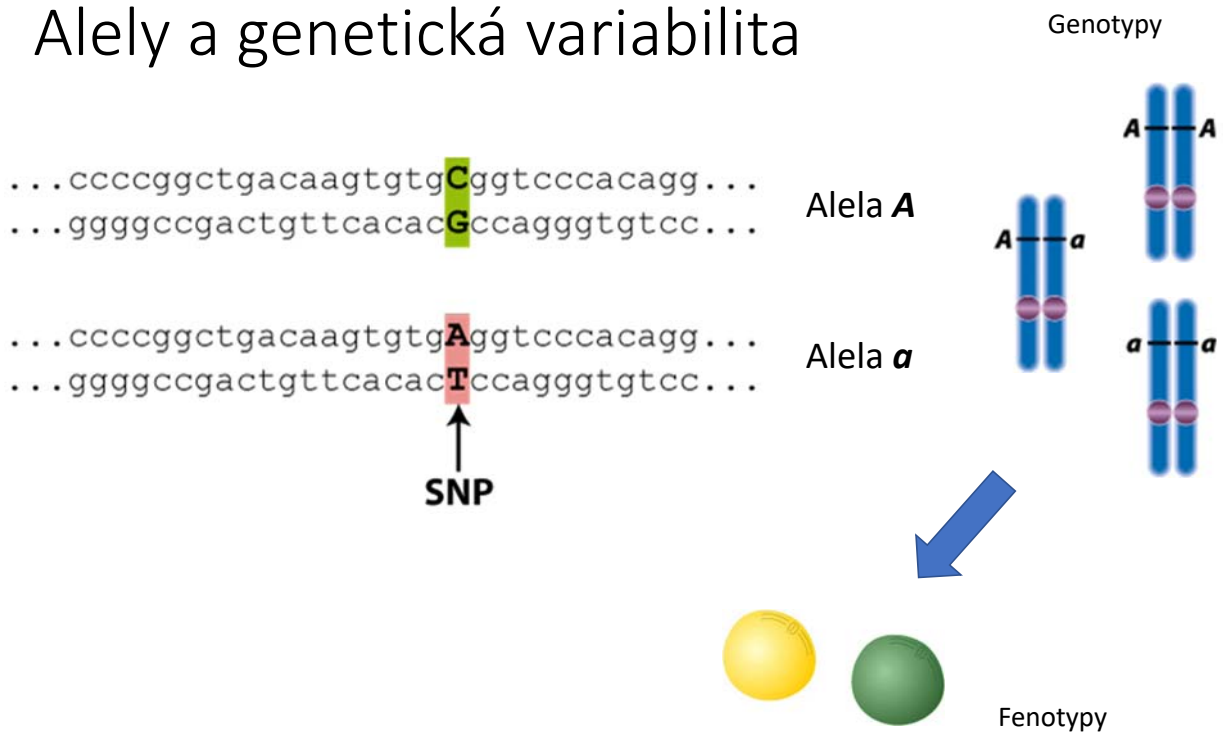 Alely a genetická variabilita
Genotypy
...ccccggctgacaagtgtgCggtcccacagg...
...ggggccgactgttcacacGccagggtgtcc...
Alela A
...ccccggctgacaagtgtgAggtcccacagg...
...ggggccgactgttcacacTccagggtgtcc...
Alela a
SNP
A A
A a
a a
Fenotypy